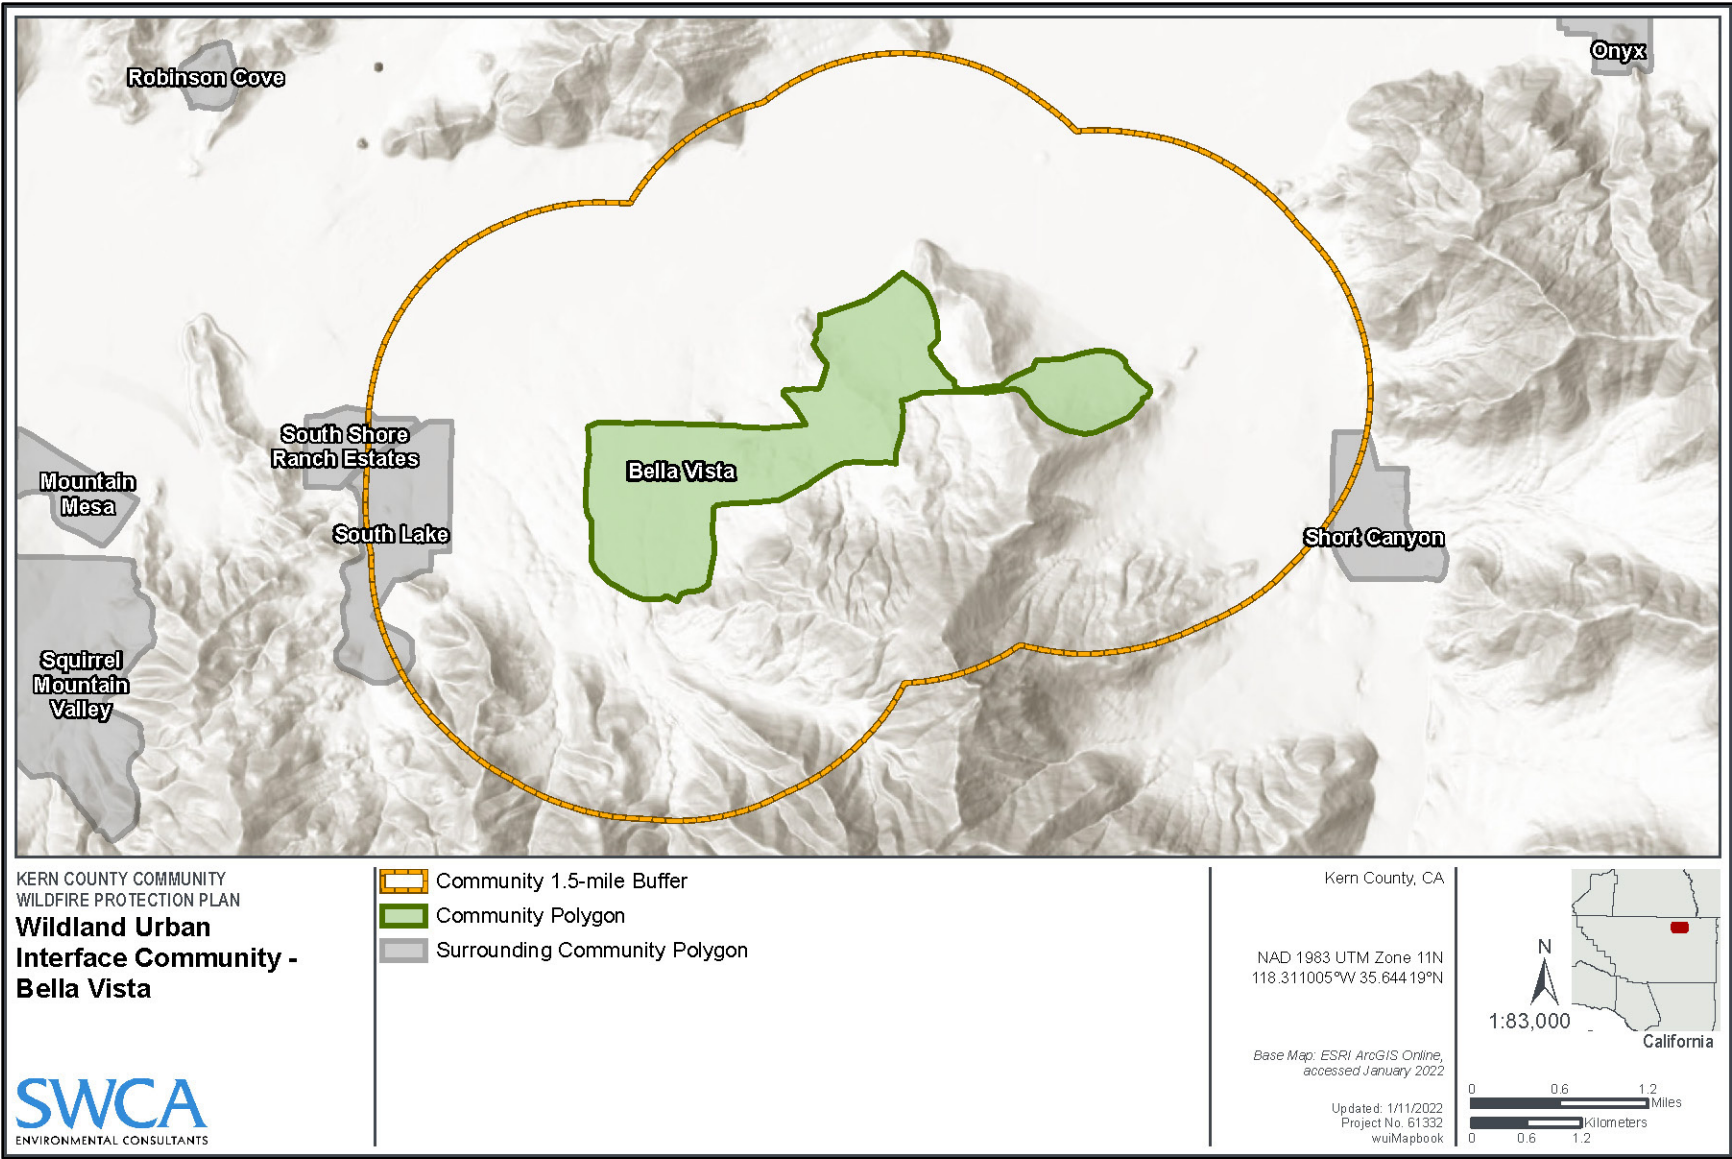 Robinson Cove
Onyx
South Shore
Ranch Estates
Mountain
Mesa
Bella Vista
South Lake
Short Canyon
Squirrel
Mountain
Valley
KERN COUNTY COMMUNITY
WILDFIRE PROTECTION PLAN
Wildland Urban
Interface Community -
Bella Vista
SWCA
ENVIRONMENTAL CONSULTANTS
Community 1.5-mile Buffer
Community Polygon
Surrounding Community Polygon
Kern County, CA
NAD 1983 UTM Zone 11N
118.311005°W 35.64419°N
Base Map: ESRI ArcGIS Online,
accessed January 2022
Updated: 1/11/2022
Project No. 61332
wuiMapbook
N
1:83,000
California
0 0.6 1.2
Miles
Kilometers
0 0.6 1.2